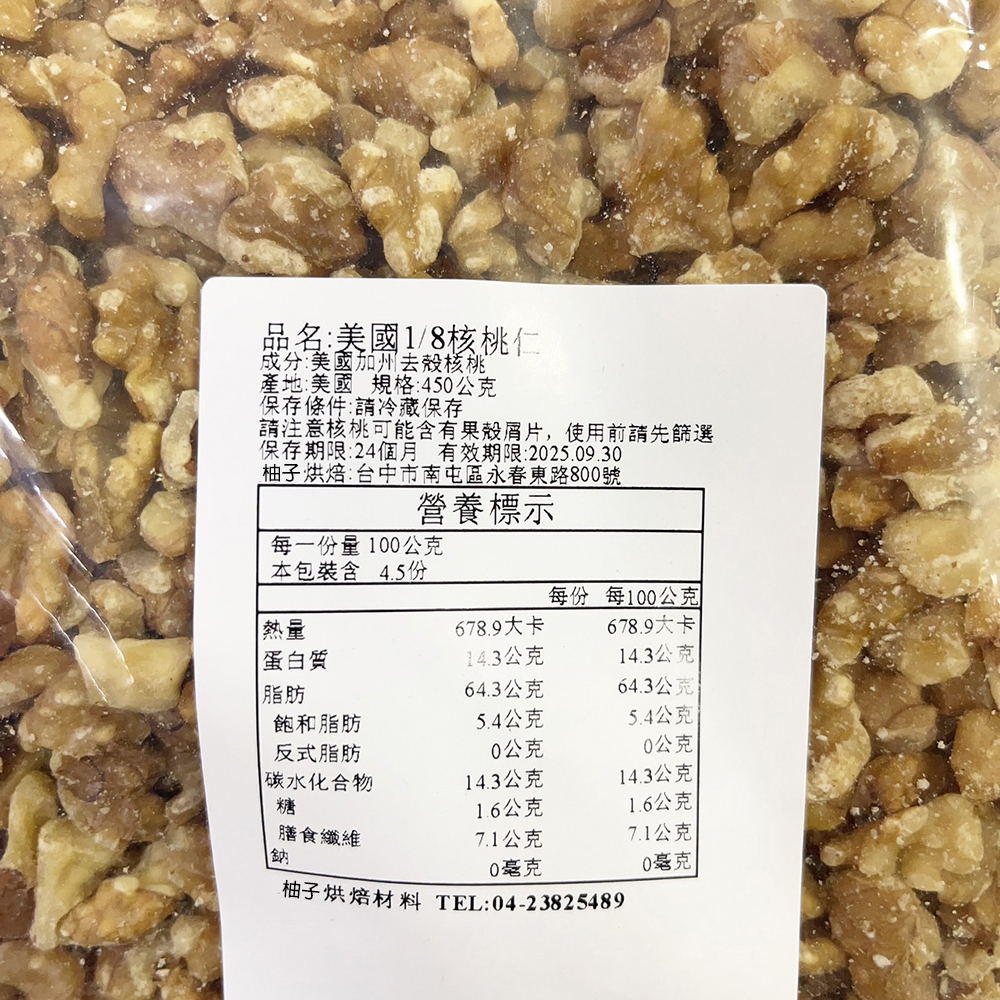 品名:美國1/8核桃仁
成分:美國加州去殼核桃
產地:美國 規格:450公克
保存條件:請冷藏保存
請注意核桃可能含有果殼屑片，使用前請先篩選
保存期限:24個月 有效期限:2025.09.30
柚子烘焙:台中市南屯區永春東路800號
營養標示
每一份量 100公克
本包裝含 4.5份
每份 每100公克
熱量 678.9大卡 678.9大卡
蛋白質 14.3公克 14.3公克
脂肪 64.3公克 64.3公克
飽和脂肪 5.4公克 5.4公克
反式脂肪 0公克 0公克
碳水化合物 14.3公克 14.3公克
糖 1.6公克 1.6公克
膳食纖維 7.1公克 7.1公克
鈉 0毫克 0毫克
柚子烘焙材料 TEL:04-23825489